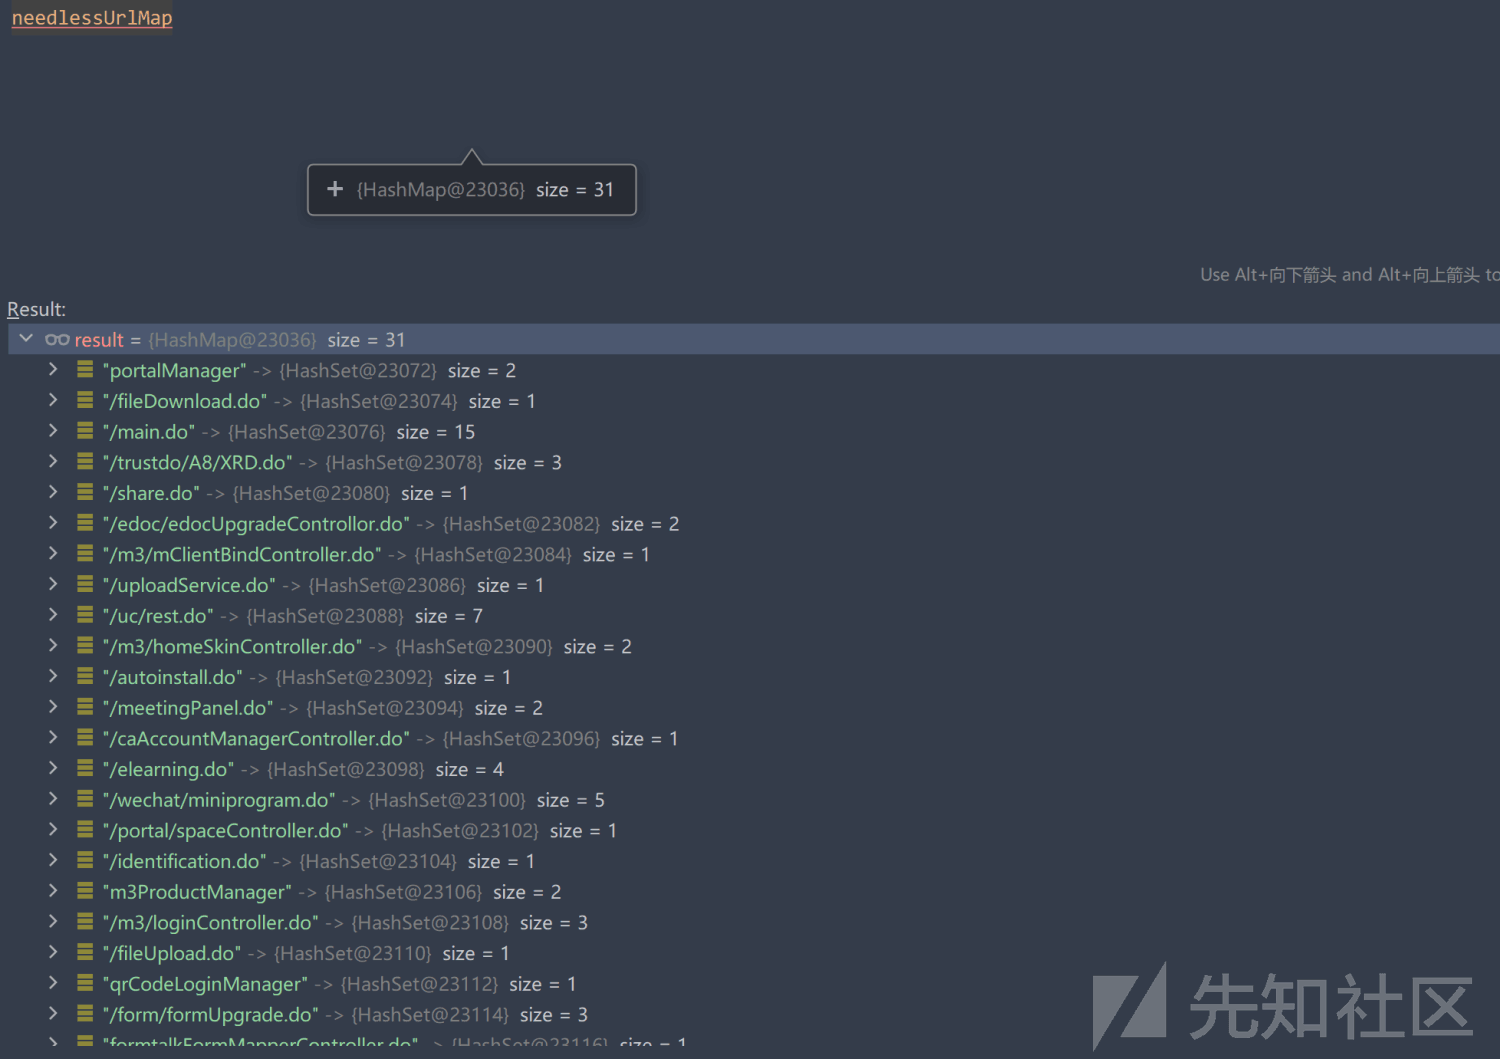 needlessUrlMap
{HashMap@23036} size = 31
Use Alt+向下箭头 and Alt+向上箭头 to
Result:
result = {HashMap@23036} size = 31
"portalManager" -> {HashSet@23072} size = 2
"/fileDownload.do" -> {HashSet@23074} size = 1
"/main.do" -> {HashSet@23076} size = 15
"/trustdo/A8/XRD.do" -> {HashSet@23078} size = 3
"/share.do" -> {HashSet@23080} size = 1
"/edoc/edocUpgradeControllor.do" -> {HashSet@23082} size = 2
"/m3/mClientBindController.do" -> {HashSet@23084} size = 1
"/uploadService.do" -> {HashSet@23086} size = 1
"/uc/rest.do" -> {HashSet@23088} size = 7
"/m3/homeSkinController.do" -> {HashSet@23090} size = 2
"/autoinstall.do" -> {HashSet@23092} size = 1
"/meetingPanel.do" -> {HashSet@23094} size = 2
"/caAccountManagerController.do" -> {HashSet@23096} size = 1
"/elearning.do" -> {HashSet@23098} size = 4
"/wechat/miniprogram.do" -> {HashSet@23100} size = 5
"/portal/spaceController.do" -> {HashSet@23102} size = 1
"/identification.do" -> {HashSet@23104} size = 1
"m3ProductManager" -> {HashSet@23106} size = 2
"/m3/loginController.do" -> {HashSet@23108} size = 3
"/fileUpload.do" -> {HashSet@23110} size = 1
"qrCodeLoginManager" -> {HashSet@23112} size = 1
"/form/formUpgrade.do" -> {HashSet@23114} size = 3
"formtalkFormMapperController.do" -> {HashSet@23116} size = 1
先知社区